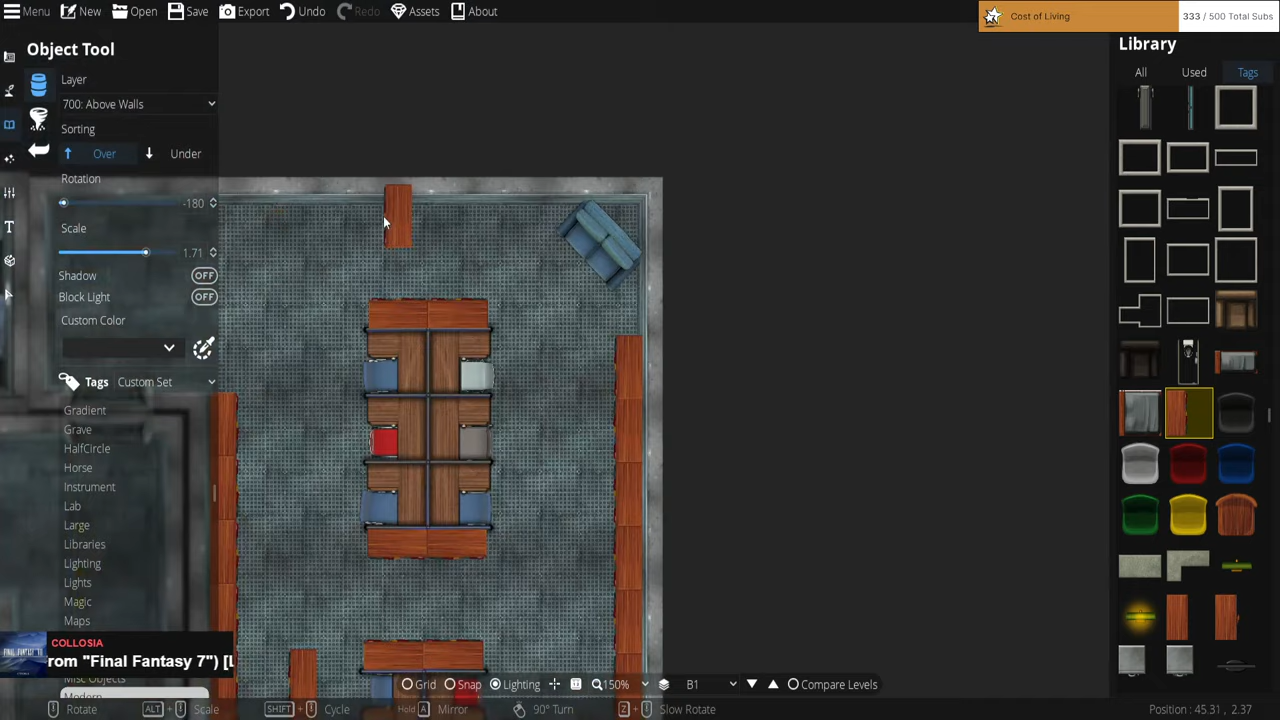 Menu New Open Save Export Undo Redo Assets About
Cost of Living 333 / 500 Total Subs
Object Tool
Layer
700: Above Walls
Sorting
Over Under
Rotation
-180
Scale
1.71
Shadow OFF
Block Light OFF
Custom Color
Tags Custom Set
Gradient
Grave
HalfCircle
Horse
Instrument
Lab
Large
Libraries
Lighting
Lights
Magic
Maps
COLLOSIA
rom "Final Fantasy 7") [L
Misc Objects
Modern
Library
All Used Tags
Grid Snap Lighting 150% B1 Compare Levels
Rotate ALT + Scale SHIFT + Cycle Hold A Mirror 90° Turn Z + Slow Rotate Position : 45.31, 2.37